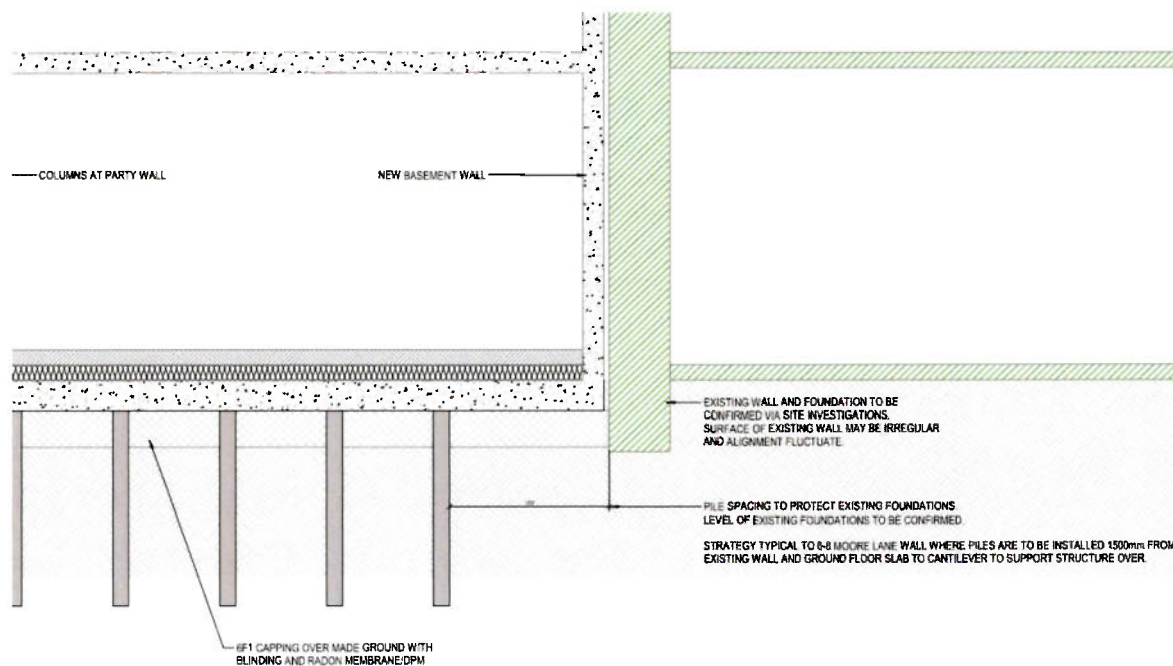 COLUMNS AT PARTY WALL
NEW BASEMENT WALL
EXISTING WALL AND FOUNDATION TO BE
CONFIRMED VIA SITE INVESTIGATIONS.
SURFACE OF EXISTING WALL MAY BE IRREGULAR
AND ALIGNMENT FLUCTUATE.
PILE SPACING TO PROTECT EXISTING FOUNDATIONS.
LEVEL OF EXISTING FOUNDATIONS TO BE CONFIRMED.
STRATEGY TYPICAL TO MOORE LANE WALL WHERE PILES ARE TO BE INSTALLED 1500mm FROM
EXISTING WALL AND GROUND FLOOR SLAB TO CANTILEVER TO SUPPORT STRUCTURE OVER.
6F1 CAPPING OVER MADE GROUND WITH
BLINDING AND RADON MEMBRANE/DPM